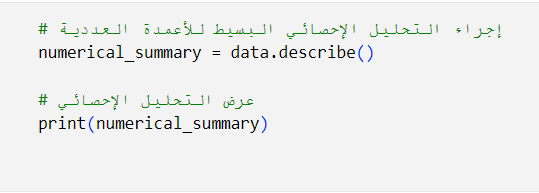 # إجراء التحليل الإحصائي البسيط للأعمدة العددية
numerical_summary = data.describe()
# عرض التحليل الإحصائي
print(numerical_summary)